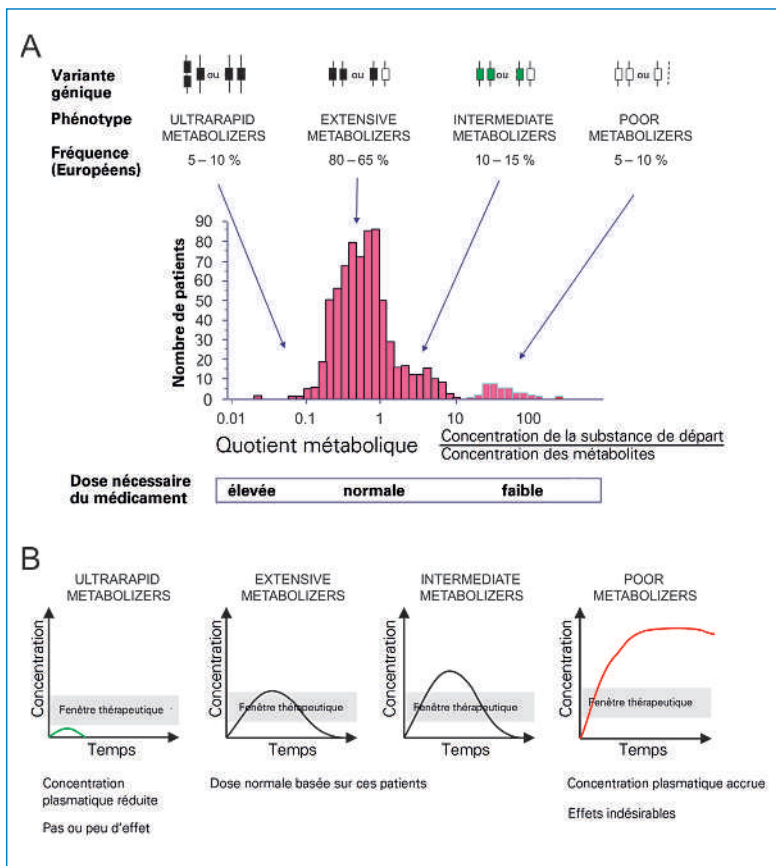 A
Variante
génique
ou ou ou ou
Phénotype
ULTRARAPID EXTENSIVE INTERMEDIATE POOR
METABOLIZERS METABOLIZERS METABOLIZERS METABOLIZERS
Fréquence
(Européens)
5 – 10 % 80 – 65 % 10 – 15 % 5 – 10 %
Nombre de patients
90
80
70
60
50
40
30
20
10
0
0.01 0.1 1 10 100
Quotient métabolique
Concentration de la substance de départ
Concentration des métabolites
Dose nécessaire
du médicament
élevée normale faible
B
ULTRARAPID EXTENSIVE INTERMEDIATE POOR
METABOLIZERS METABOLIZERS METABOLIZERS METABOLIZERS
Concentration Concentration Concentration Concentration
Fenêtre thérapeutique Fenêtre thérapeutique Fenêtre thérapeutique Fenêtre thérapeutique
Temps Temps Temps Temps
Concentration
plasmatique réduite
Pas ou peu d'effet
Dose normale basée sur ces patients
Concentration plasmatique accrue
Effets indésirables